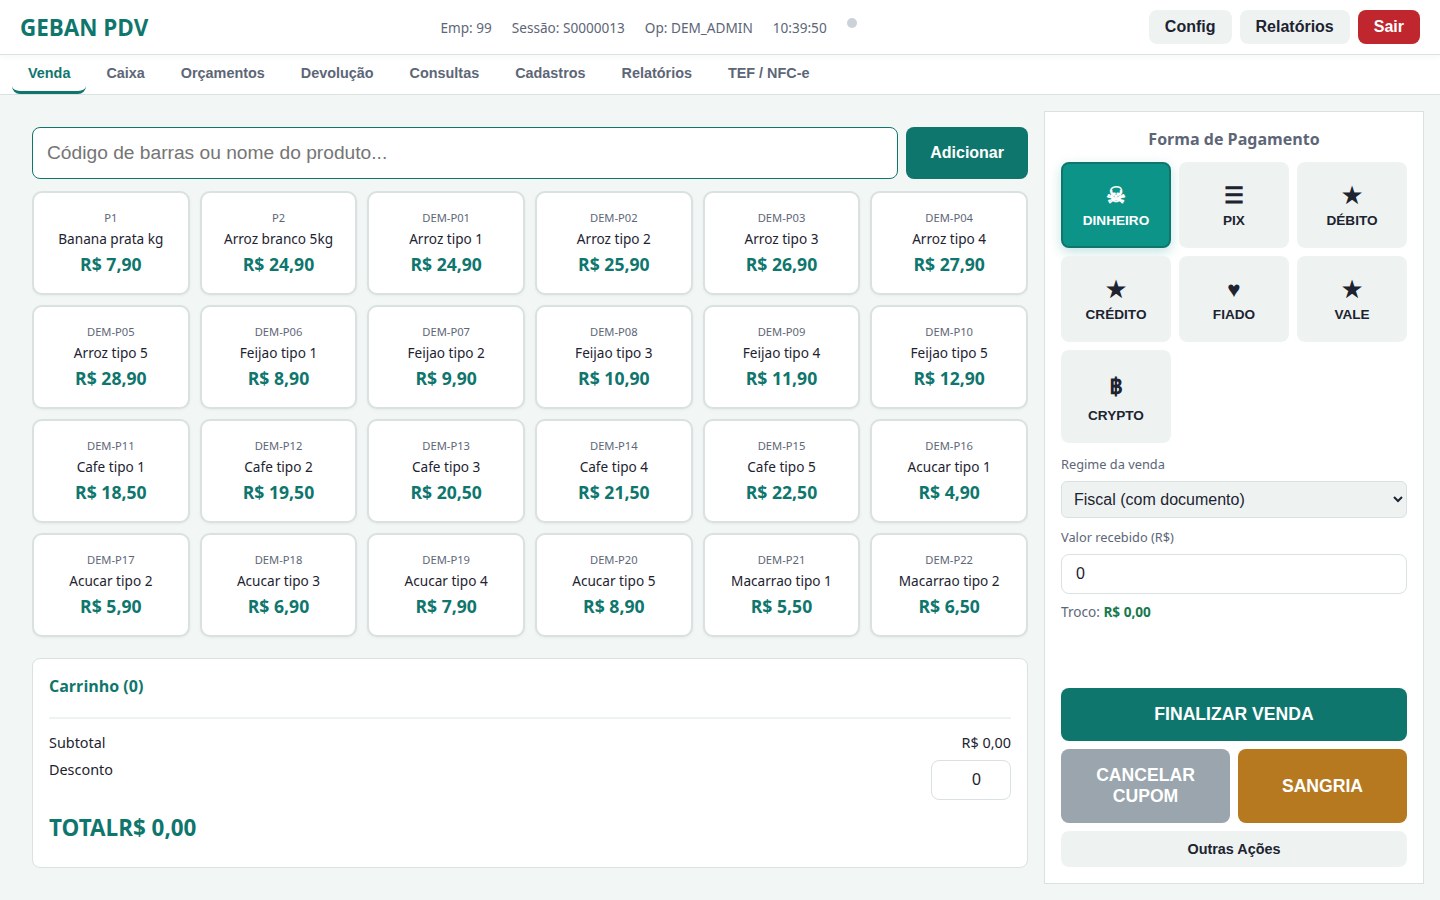 GEBAN PDV
Emp: 99 Sessão: S0000013 Op: DEM_ADMIN 10:39:50
Config Relatórios Sair
Venda Caixa Orçamentos Devolução Consultas Cadastros Relatórios TEF / NFC-e
Código de barras ou nome do produto...
Adicionar
P1 P2 DEM-P01 DEM-P02 DEM-P03 DEM-P04
Banana prata kg Arroz branco 5kg Arroz tipo 1 Arroz tipo 2 Arroz tipo 3 Arroz tipo 4
R$ 7,90 R$ 24,90 R$ 24,90 R$ 25,90 R$ 26,90 R$ 27,90
DEM-P05 DEM-P06 DEM-P07 DEM-P08 DEM-P09 DEM-P10
Arroz tipo 5 Feijao tipo 1 Feijao tipo 2 Feijao tipo 3 Feijao tipo 4 Feijao tipo 5
R$ 28,90 R$ 8,90 R$ 9,90 R$ 10,90 R$ 11,90 R$ 12,90
DEM-P11 DEM-P12 DEM-P13 DEM-P14 DEM-P15 DEM-P16
Cafe tipo 1 Cafe tipo 2 Cafe tipo 3 Cafe tipo 4 Cafe tipo 5 Acucar tipo 1
R$ 18,50 R$ 19,50 R$ 20,50 R$ 21,50 R$ 22,50 R$ 4,90
DEM-P17 DEM-P18 DEM-P19 DEM-P20 DEM-P21 DEM-P22
Acucar tipo 2 Acucar tipo 3 Acucar tipo 4 Acucar tipo 5 Macarrao tipo 1 Macarrao tipo 2
R$ 5,90 R$ 6,90 R$ 7,90 R$ 8,90 R$ 5,50 R$ 6,50
Carrinho (0)
Subtotal R$ 0,00
Desconto 0
TOTALR$ 0,00
Forma de Pagamento
DINHEIRO PIX DÉBITO
CRÉDITO FIADO VALE
฿
CRYPTO
Regime da venda
Fiscal (com documento)
Valor recebido (R$)
0
Troco: R$ 0,00
FINALIZAR VENDA
CANCELAR
CUPOM
SANGRIA
Outras Ações